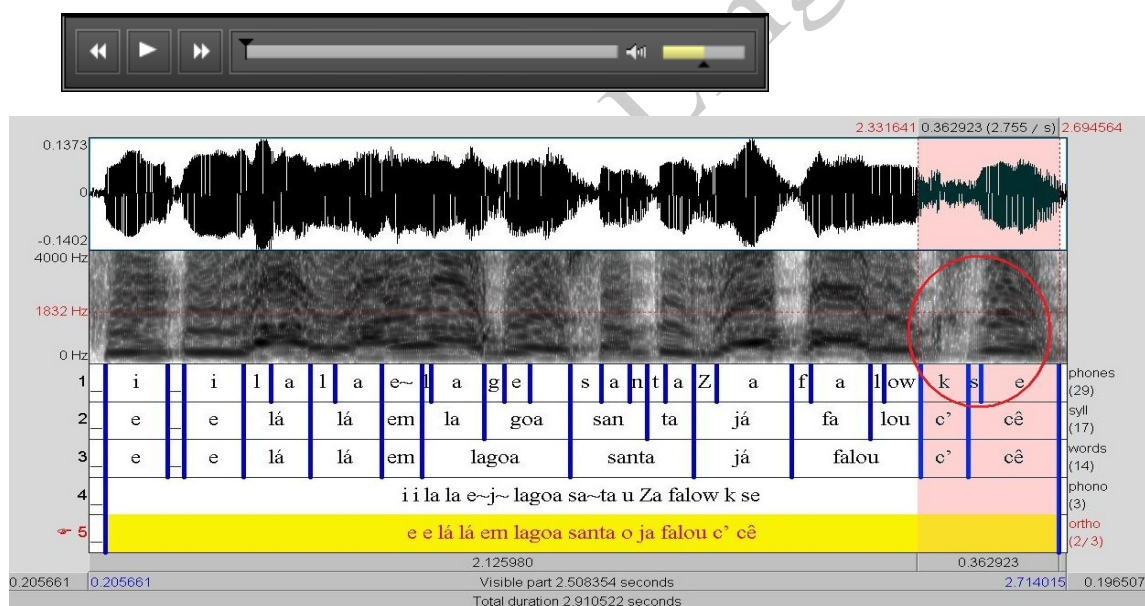 2.331641 0.362923 (2.755 / s) 2.694564
0.1373
0
-0.1402
4000 Hz
1832 Hz
0 Hz
1 i _ i l a l a e~ l a g e s a n t a Z a f a l ow k s e phones (29)
2 e _ e lá lá em la goa san ta já fa lou c’ cê syll (17)
3 e _ e lá lá em lagoa santa já falou c’ cê words (14)
4 i i la la e~j~ lagoa sa~ta u Za falow k se phono (3)
5 e e lá lá em lagoa santa o ja falou c’ cê ortho (2/3)
2.125980 0.362923
0.205661 0.205661 Visible part 2.508354 seconds 2.714015 0.196507
Total duration 2.910522 seconds